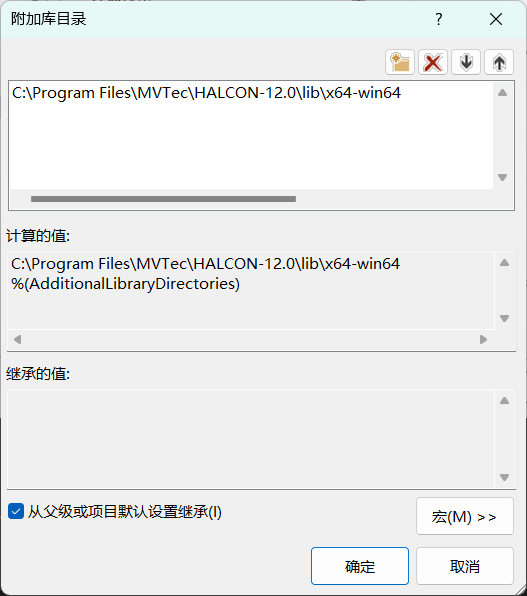 附加库目录
?
C:\Program Files\MVTec\HALCON-12.0\lib\x64-win64
计算的值:
C:\Program Files\MVTec\HALCON-12.0\lib\x64-win64
%(AdditionalLibraryDirectories)
继承的值:
从父级或项目默认设置继承(I)
宏(M) >>
确定
取消